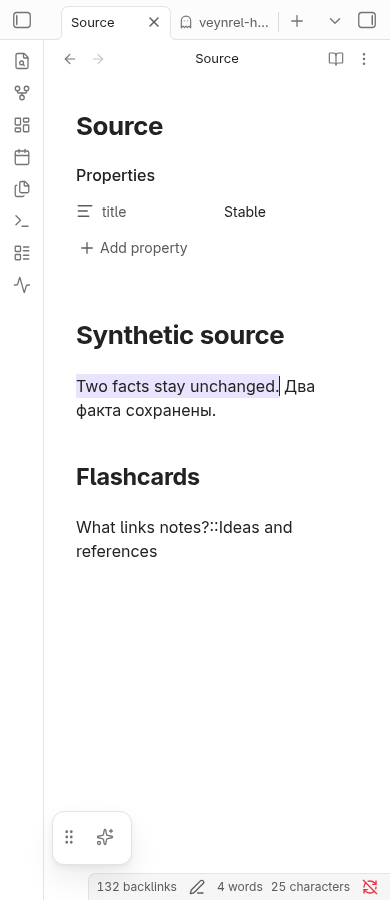 Source
veynrel-h...
Source
Source
Properties
title
Stable
Add property
Synthetic source
Two facts stay unchanged. Два
факта сохранены.
Flashcards
What links notes?::Ideas and
references
132 backlinks
4 words
25 characters